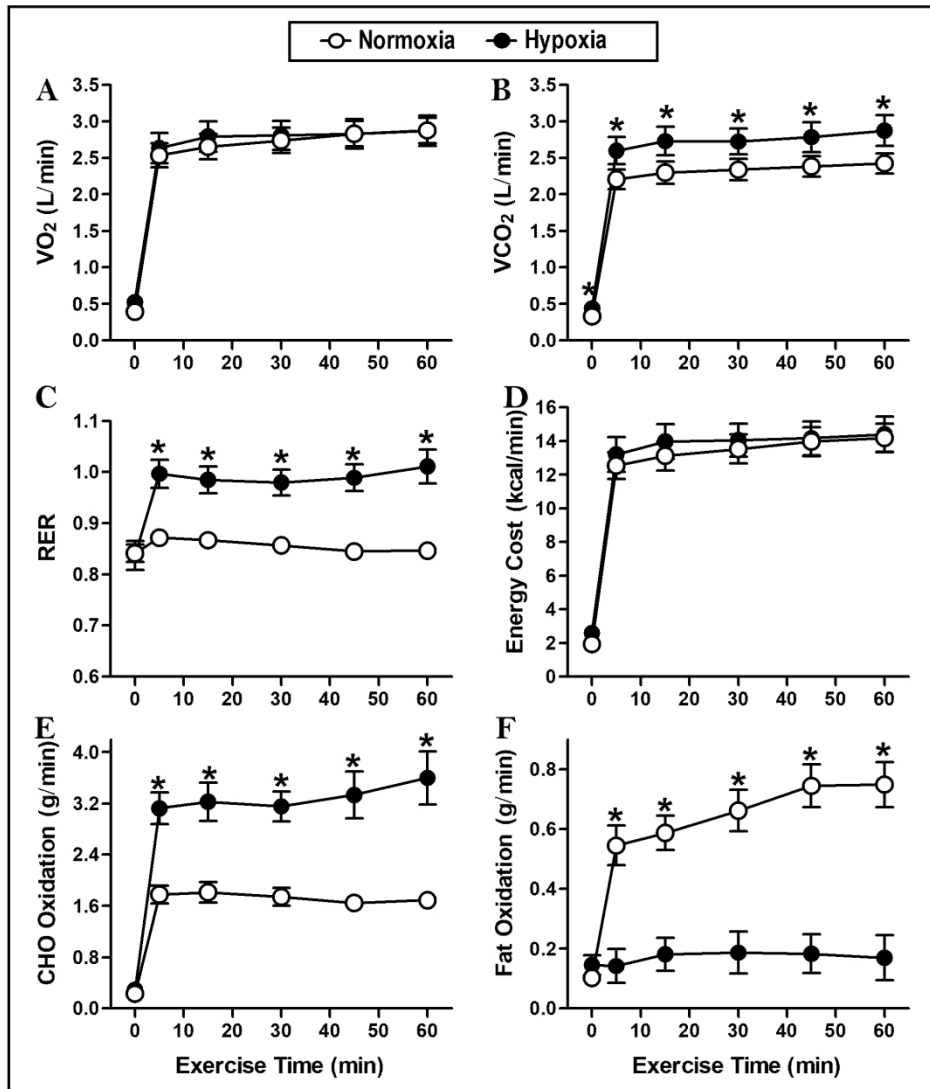 Normoxia Hypoxia
A
3.5
3.0
2.5
2.0
1.5
1.0
0.5
0.0
VO₂ (L/min)
0 10 20 30 40 50 60
B
3.5
3.0
2.5
2.0
1.5
1.0
0.5
0.0
VCO₂ (L/min)
* * * * * *
0 10 20 30 40 50 60
C
1.1
1.0
0.9
0.8
0.7
0.6
RER
* * * * *
0 10 20 30 40 50 60
D
16
14
12
10
8
6
4
2
0
Energy Cost (kcal/min)
0 10 20 30 40 50 60
E
4.0
3.2
2.4
1.6
0.8
0.0
CHO Oxidation (g/min)
* * * * *
0 10 20 30 40 50 60
Exercise Time (min)
F
0.8
0.6
0.4
0.2
0.0
Fat Oxidation (g/min)
* * * * *
0 10 20 30 40 50 60
Exercise Time (min)